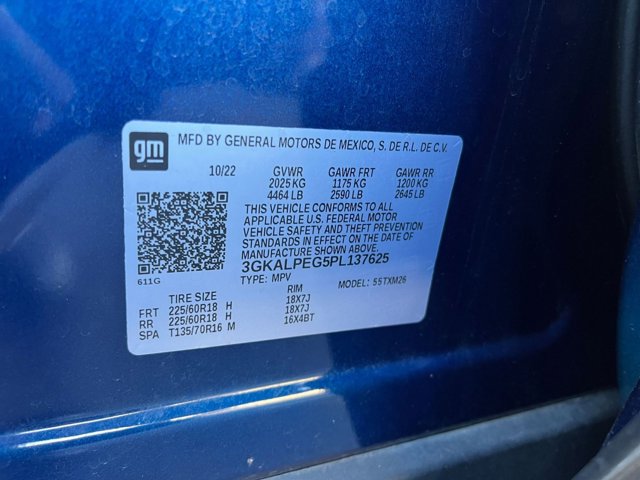 gm
MFD BY GENERAL MOTORS DE MEXICO, S. DE R.L. DE C.V.
10/22 GVWR GAWR FRT GAWR RR
2025 KG 1175 KG 1200 KG
4464 LB 2590 LB 2645 LB
THIS VEHICLE CONFORMS TO ALL
APPLICABLE U.S. FEDERAL MOTOR
VEHICLE SAFETY AND THEFT PREVENTION
STANDARDS IN EFFECT ON THE DATE OF
MANUFACTURE SHOWN ABOVE.
3GKALPEG5PL137625
611G TYPE: MPV MODEL: 55TXM26
TIRE SIZE RIM
FRT 225/60R18 H 18X7J
RR 225/60R18 H 18X7J
SPA T135/70R16 M 16X4BT